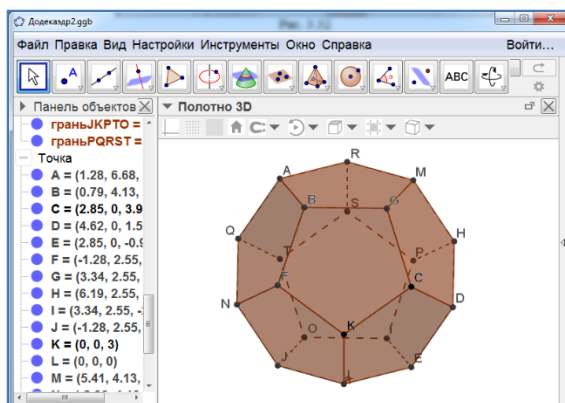 Рис. 3.32
Додекаэдр2.ggb
Файл Правка Вид Настройки Инструменты Окно Справка Войти...
ABC
Панель объектов
Полотно 3D
граньJKPTO =
граньPQRST =
Точка
A = (1.28, 6.68,
B = (0.79, 4.13,
C = (2.85, 0, 3.9
D = (4.62, 0, 1.5
E = (2.85, 0, -0.9
F = (-1.28, 2.55,
G = (3.34, 2.55,
H = (6.19, 2.55,
I = (3.34, 2.55, -
J = (-1.28, 2.55,
K = (0, 0, 3)
L = (0, 0, 0)
M = (5.41, 4.13,
R
A
M
B
S
G
Q
H
T
P
F
C
N
D
K
O
I
J
E
L